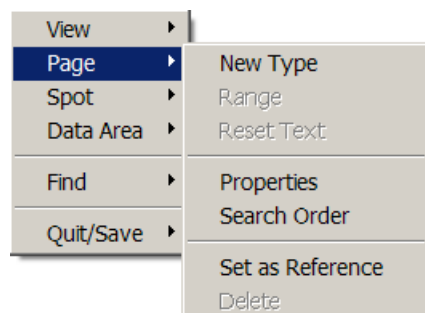 View
Page
Spot
Data Area
Find
Quit/Save
New Type
Range
Reset Text
Properties
Search Order
Set as Reference
Delete